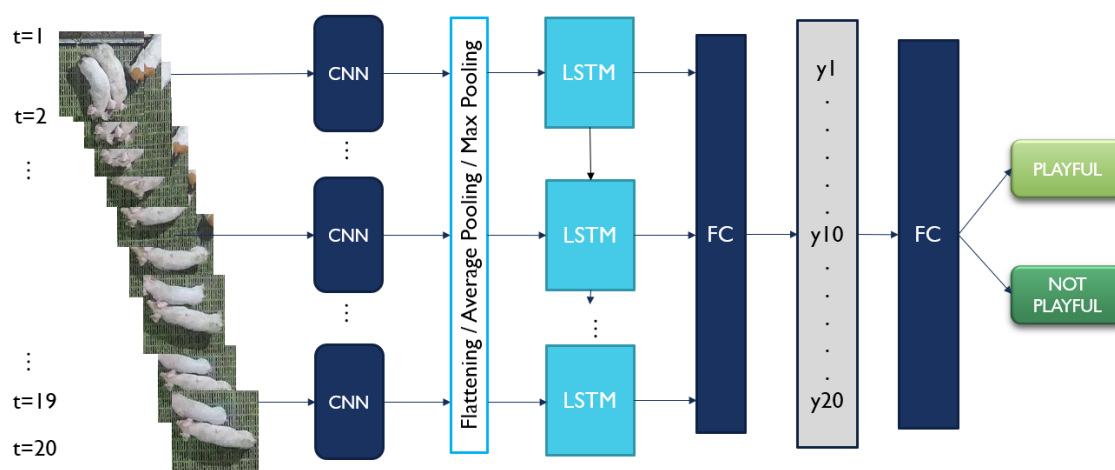 t=1
t=2
⋮
⋮
t=19
t=20
CNN
⋮
CNN
⋮
CNN
Flattening / Average Pooling / Max Pooling
LSTM
LSTM
⋮
LSTM
FC
y1
.
.
.
.
y10
.
.
.
.
.
y20
FC
PLAYFUL
NOT
PLAYFUL